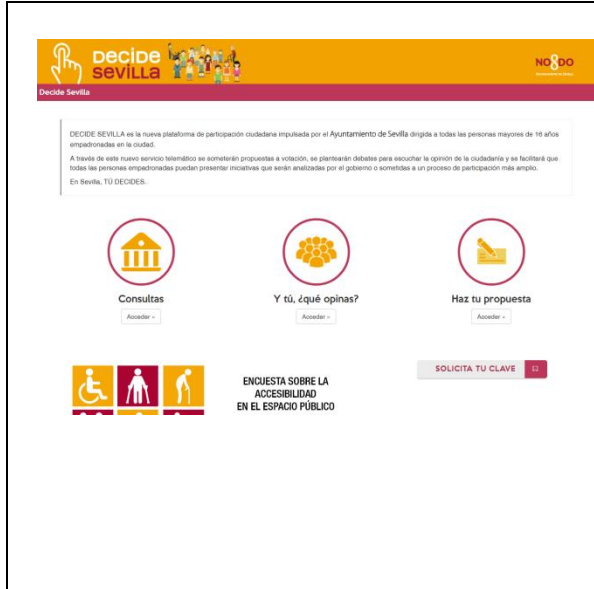 Decide
Sevilla
NO8DO
Decide Sevilla
DECIDE SEVILLA es la nueva plataforma de participación ciudadana impulsada por el Ayuntamiento de Sevilla dirigida a todas las personas mayores de 16 años
empadronadas en la ciudad.
A través de este nuevo servicio telemático se someterán propuestas a votación, se plantearán debates para escuchar la opinión de la ciudadanía y se facilitará que
todas las personas empadronadas puedan presentar iniciativas que serán analizadas por el gobierno o sometidas a un proceso de participación más amplio.
En Sevilla, TÚ DECIDES.
Consultas
Y tú, ¿qué opinas?
Haz tu propuesta
Acceder »
Acceder »
Acceder »
SOLICITA TU CLAVE
ENCUESTA SOBRE LA
ACCESIBILIDAD
EN EL ESPACIO PÚBLICO